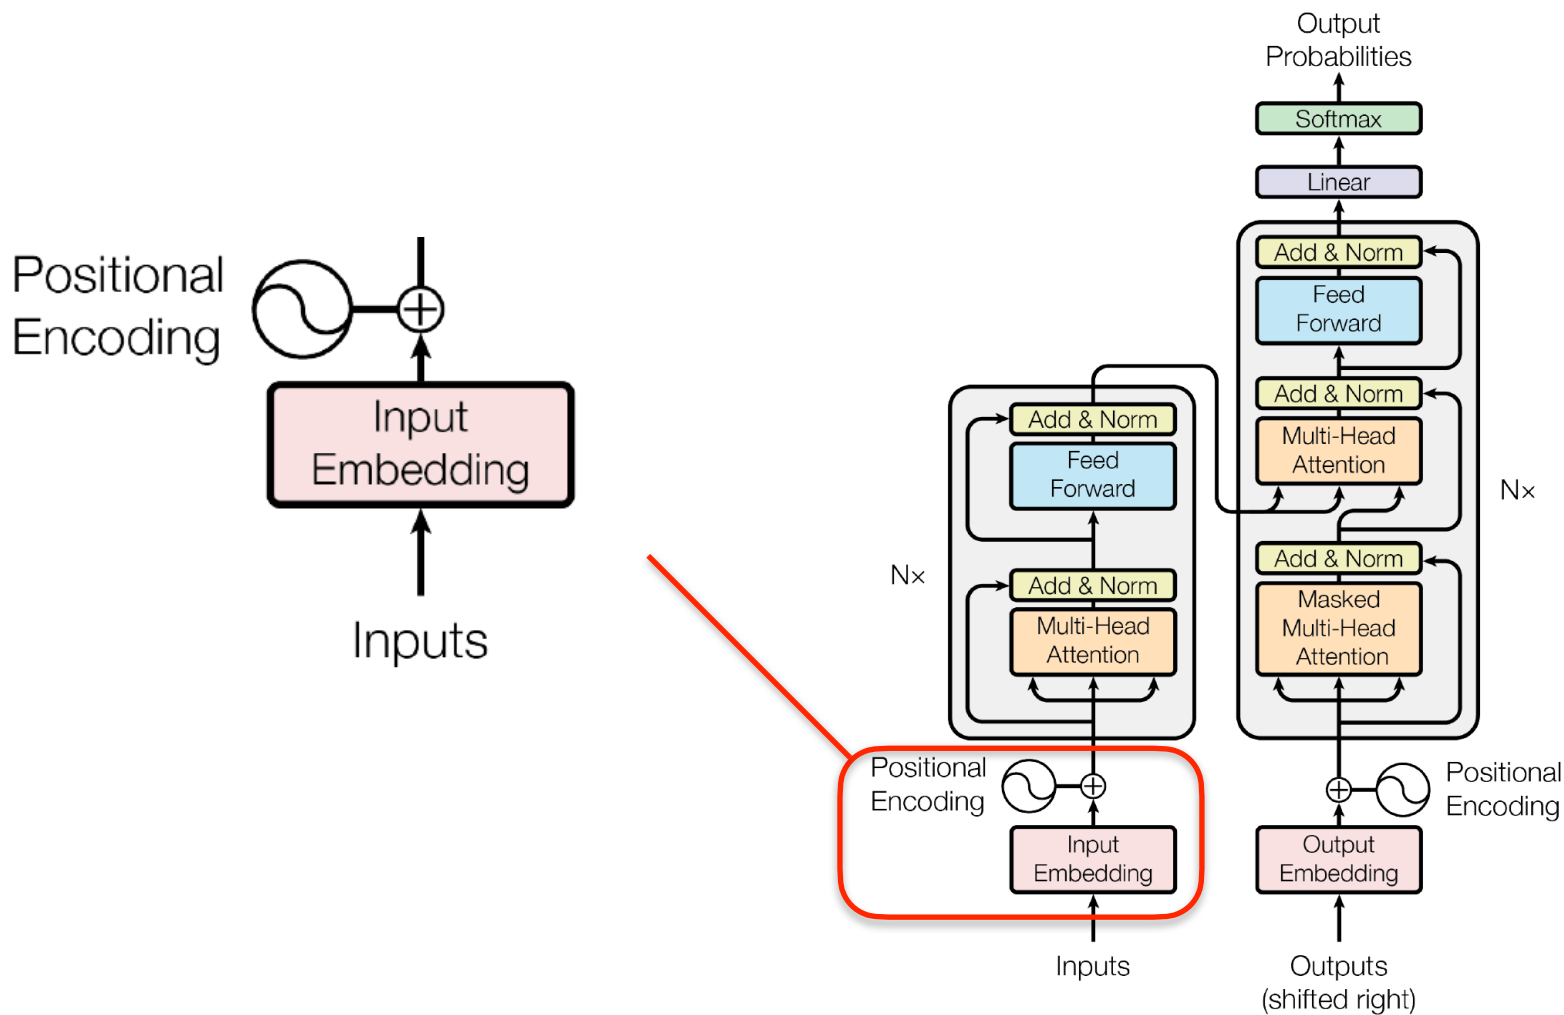 Positional
Encoding
Input
Embedding
Inputs
Output
Probabilities
Softmax
Linear
Add & Norm
Feed
Forward
Add & Norm
Multi-Head
Attention
Add & Norm
Masked
Multi-Head
Attention
Nx
Positional
Encoding
Output
Embedding
Outputs
(shifted right)
Add & Norm
Feed
Forward
Add & Norm
Multi-Head
Attention
Nx
Positional
Encoding
Input
Embedding
Inputs